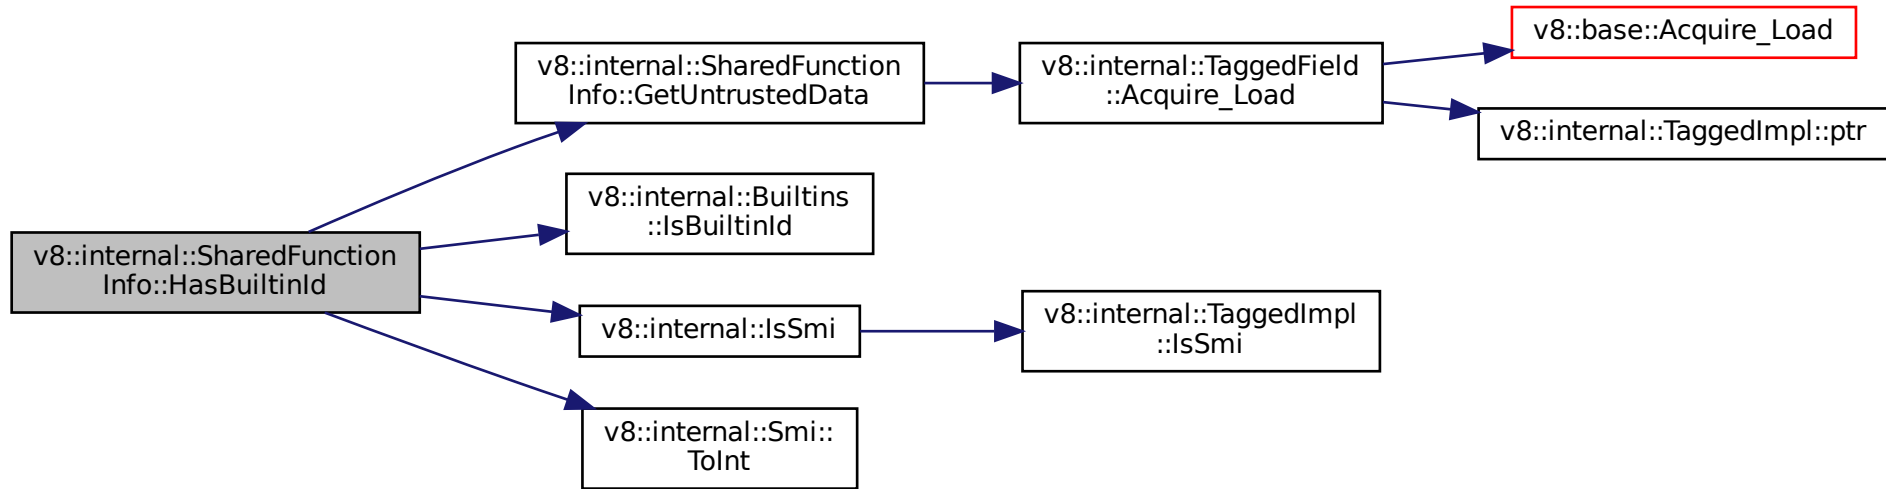 v8::internal::SharedFunction
Info::HasBuiltinId
v8::internal::SharedFunction
Info::GetUntrustedData
v8::internal::TaggedField
::Acquire_Load
v8::base::Acquire_Load
v8::internal::TaggedImpl::ptr
v8::internal::Builtins
::IsBuiltinId
v8::internal::IsSmi
v8::internal::TaggedImpl
::IsSmi
v8::internal::Smi::
ToInt